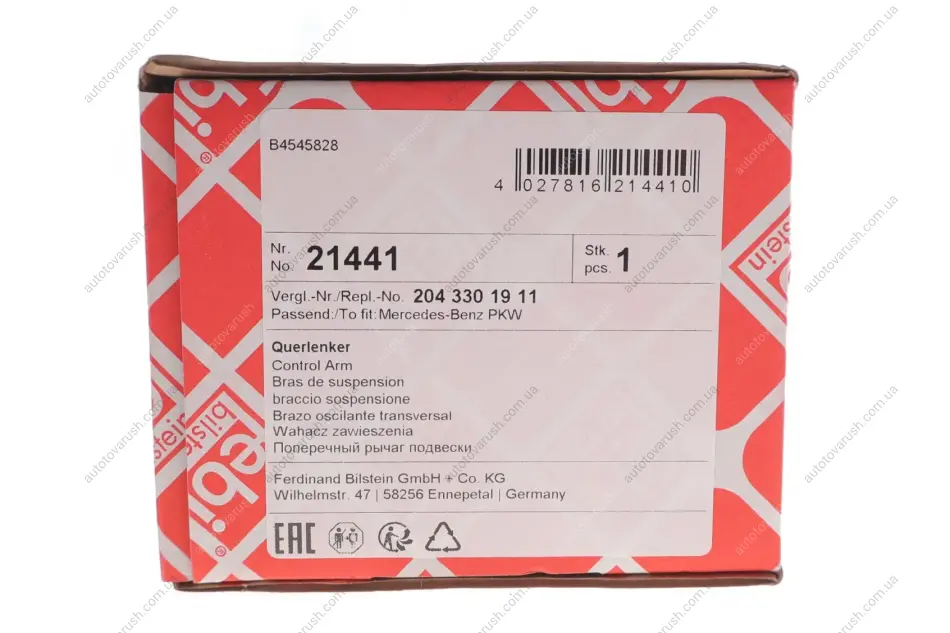 B4545828
4 027816 214410
Nr.
No. 21441
Stk.
pcs. 1
Vergl.-Nr./Repl.-No. 204 330 19 11
Passend:/To fit: Mercedes-Benz PKW
Querlenker
Control Arm
Bras de suspension
braccio sospensione
Brazo oscilante transversal
Wahacz zawieszenia
Поперечный рычаг подвески
Ferdinand Bilstein GmbH + Co. KG
Wilhelmstr. 47 | 58256 Ennepetal | Germany
EAC
febi
bilstein
autotovarush.com.ua